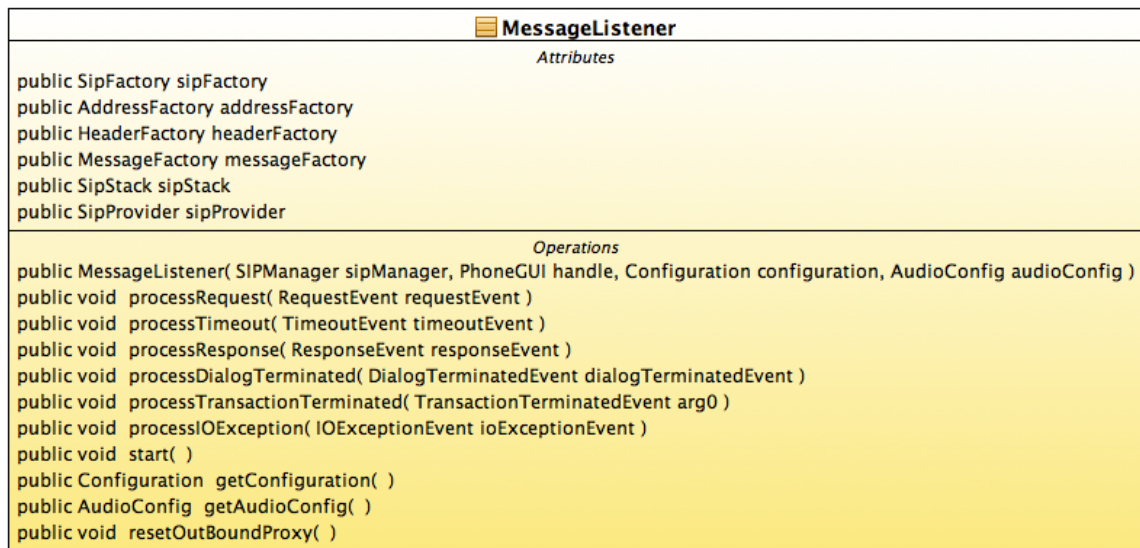 MessageListener
Attributes
public SipFactory sipFactory
public AddressFactory addressFactory
public HeaderFactory headerFactory
public MessageFactory messageFactory
public SipStack sipStack
public SipProvider sipProvider
Operations
public MessageListener( SIPManager sipManager, PhoneGUI handle, Configuration configuration, AudioConfig audioConfig )
public void  processRequest( RequestEvent requestEvent )
public void  processTimeout( TimeoutEvent timeoutEvent )
public void  processResponse( ResponseEvent responseEvent )
public void  processDialogTerminated( DialogTerminatedEvent dialogTerminatedEvent )
public void  processTransactionTerminated( TransactionTerminatedEvent arg0 )
public void  processIOException( IOExceptionEvent ioExceptionEvent )
public void  start( )
public Configuration  getConfiguration( )
public AudioConfig  getAudioConfig( )
public void  resetOutBoundProxy( )